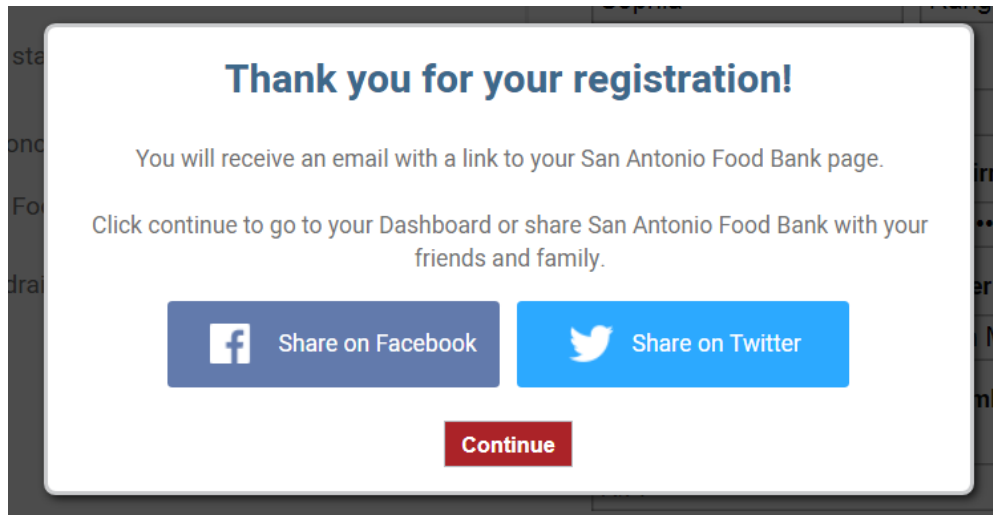 Thank you for your registration!
You will receive an email with a link to your San Antonio Food Bank page.
Click continue to go to your Dashboard or share San Antonio Food Bank with your
friends and family.
Share on Facebook
Share on Twitter
Continue